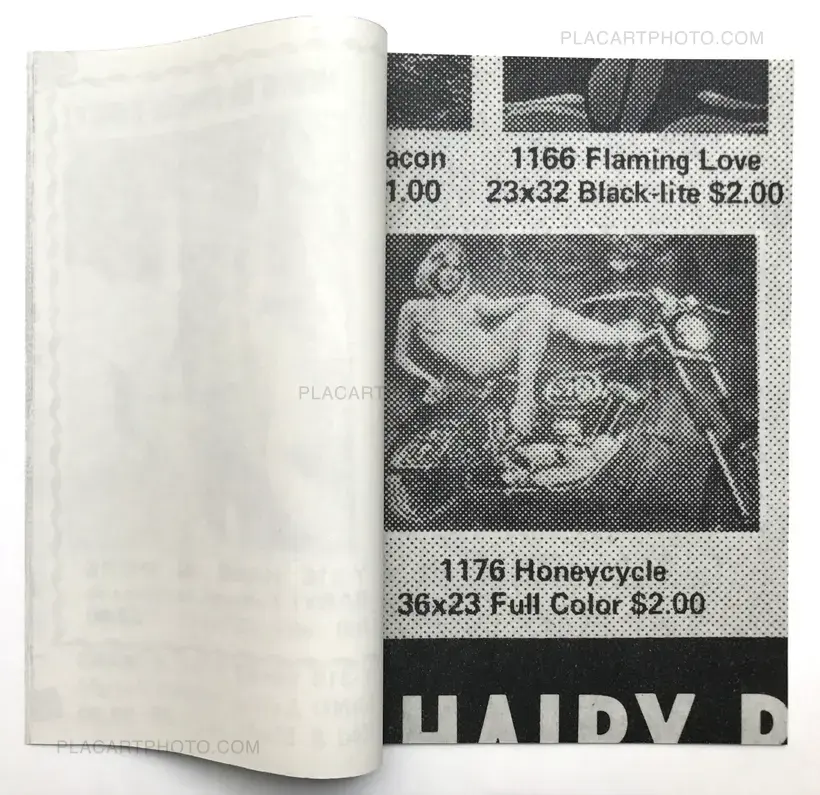 PLACARTPHOTO.COM
acon
1.00
1166 Flaming Love
23x32 Black-lite $2.00
PLACART
1176 Honeycycle
36x23 Full Color $2.00
HAIRY
PLACARTPHOTO.COM